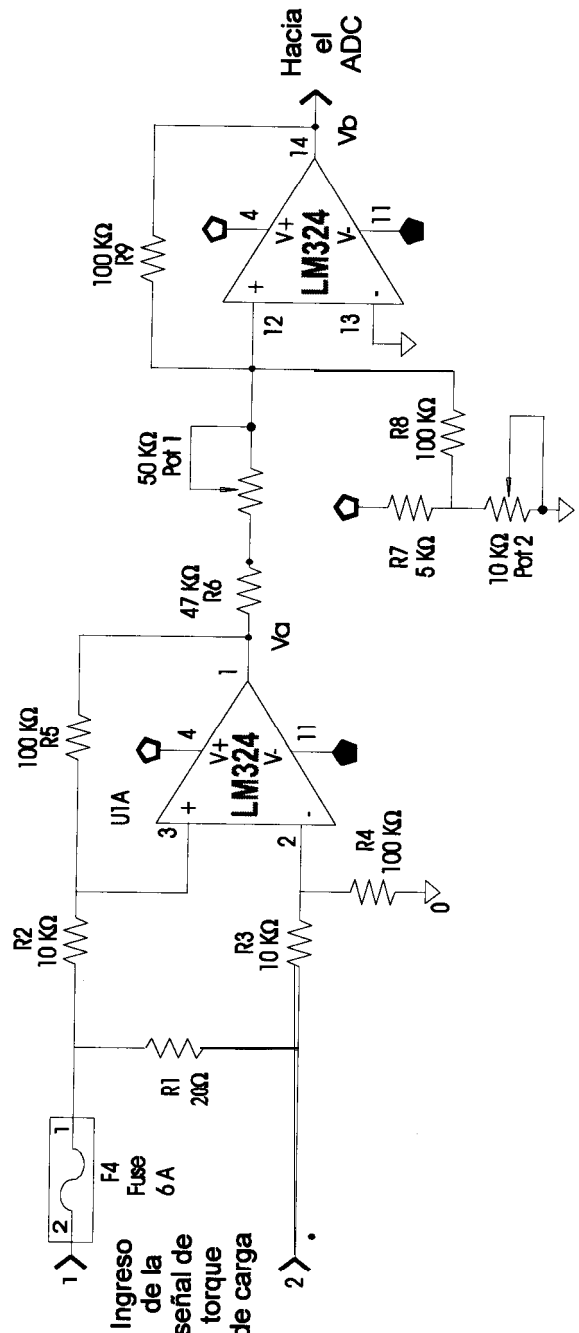 1
2
Ingreso
de la
señal de
torque
de carga
2
1
F4
Fuse
6 A
R1
20Ω
R2
10 KΩ
R3
10 KΩ
100 KΩ
R5
U1A
3
+
2
-
LM324
V+
4
V-
11
1
R4
100 KΩ
0
Va
47 KΩ
R6
50 KΩ
Pot 1
R7
5 KΩ
10 KΩ
Pot 2
R8
100 KΩ
100 KΩ
R9
12
+
13
-
LM324
V+
4
V-
11
14
Vb
Hacia
el
ADC